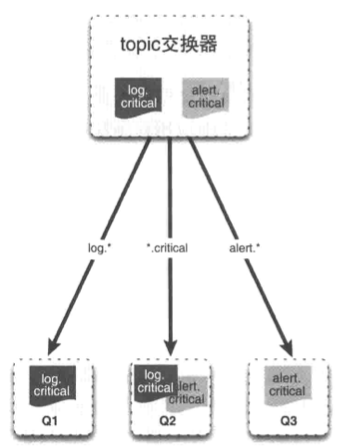 topic交换器
log.
critical
alert.
critical
log.*
*.critical
alert.*
log.
critical
Q1
log.
critical
alert.
critical
Q2
alert.
critical
Q3